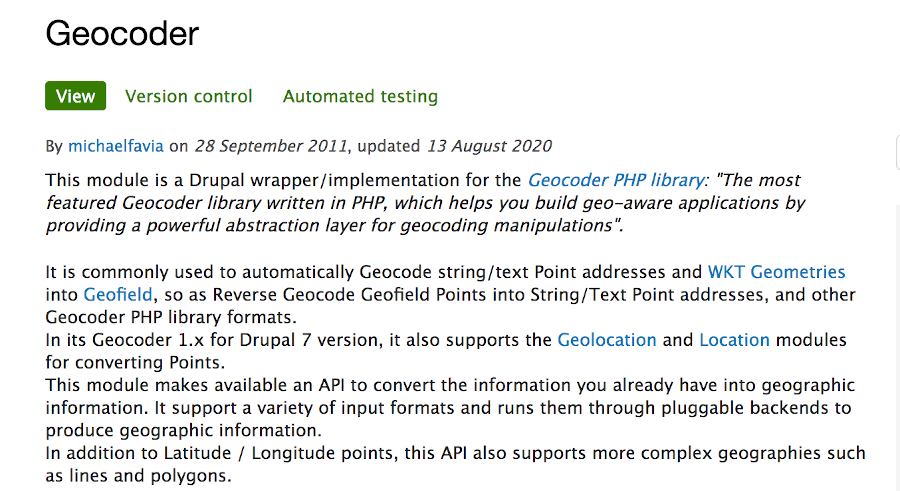 Geocoder
View Version control Automated testing
By michaelfavia on 28 September 2011, updated 13 August 2020
This module is a Drupal wrapper/implementation for the Geocoder PHP library: "The most
featured Geocoder library written in PHP, which helps you build geo-aware applications by
providing a powerful abstraction layer for geocoding manipulations".
It is commonly used to automatically Geocode string/text Point addresses and WKT Geometries
into Geofield, so as Reverse Geocode Geofield Points into String/Text Point addresses, and other
Geocoder PHP library formats.
In its Geocoder 1.x for Drupal 7 version, it also supports the Geolocation and Location modules
for converting Points.
This module makes available an API to convert the information you already have into geographic
information. It support a variety of input formats and runs them through pluggable backends to
produce geographic information.
In addition to Latitude / Longitude points, this API also supports more complex geographies such
as lines and polygons.